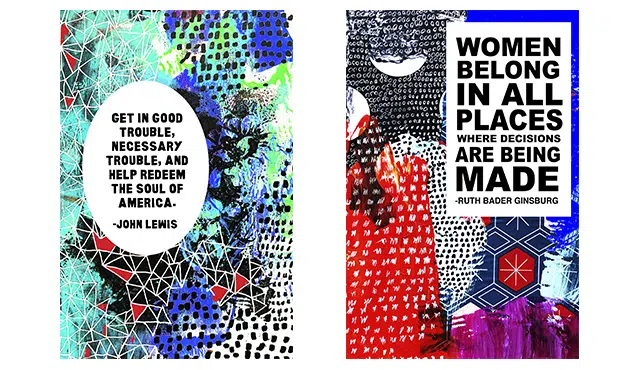 GET IN GOOD
TROUBLE,
NECESSARY
TROUBLE, AND
HELP REDEEM
THE SOUL OF
AMERICA.
-JOHN LEWIS
WOMEN
BELONG
IN ALL
PLACES
WHERE DECISIONS
ARE BEING
MADE
-RUTH BADER GINSBURG